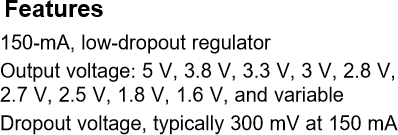 Features
150-mA, low-dropout regulator
Output voltage: 5 V, 3.8 V, 3.3 V, 3 V, 2.8 V,
2.7 V, 2.5 V, 1.8 V, 1.6 V, and variable
Dropout voltage, typically 300 mV at 150 mA